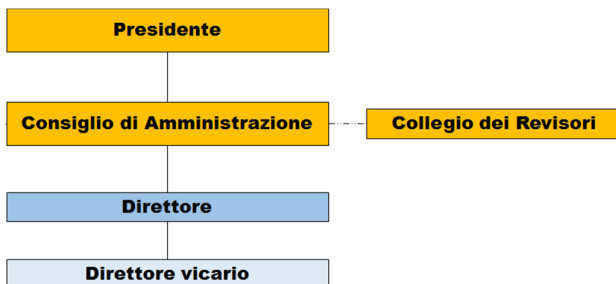 Presidente
Consiglio di Amministrazione
Collegio dei Revisori
Direttore
Direttore vicario